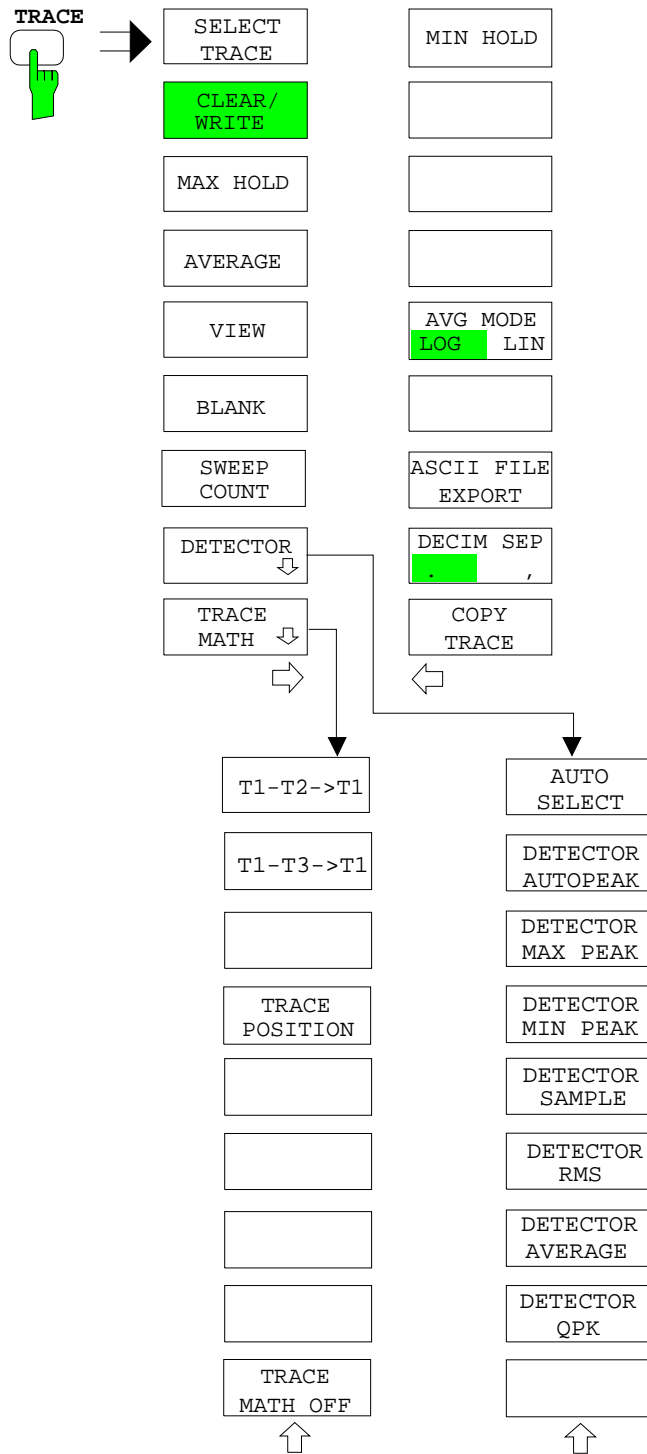 TRACE
SELECT
TRACE
CLEAR/
WRITE
MAX HOLD
AVERAGE
VIEW
BLANK
SWEEP
COUNT
DETECTOR
TRACE
MATH
MIN HOLD
AVG MODE
LOG LIN
ASCII FILE
EXPORT
DECIM SEP
. ,
COPY
TRACE
T1-T2->T1
T1-T3->T1
TRACE
POSITION
TRACE
MATH OFF
AUTO
SELECT
DETECTOR
AUTOPEAK
DETECTOR
MAX PEAK
DETECTOR
MIN PEAK
DETECTOR
SAMPLE
DETECTOR
RMS
DETECTOR
AVERAGE
DETECTOR
QPK